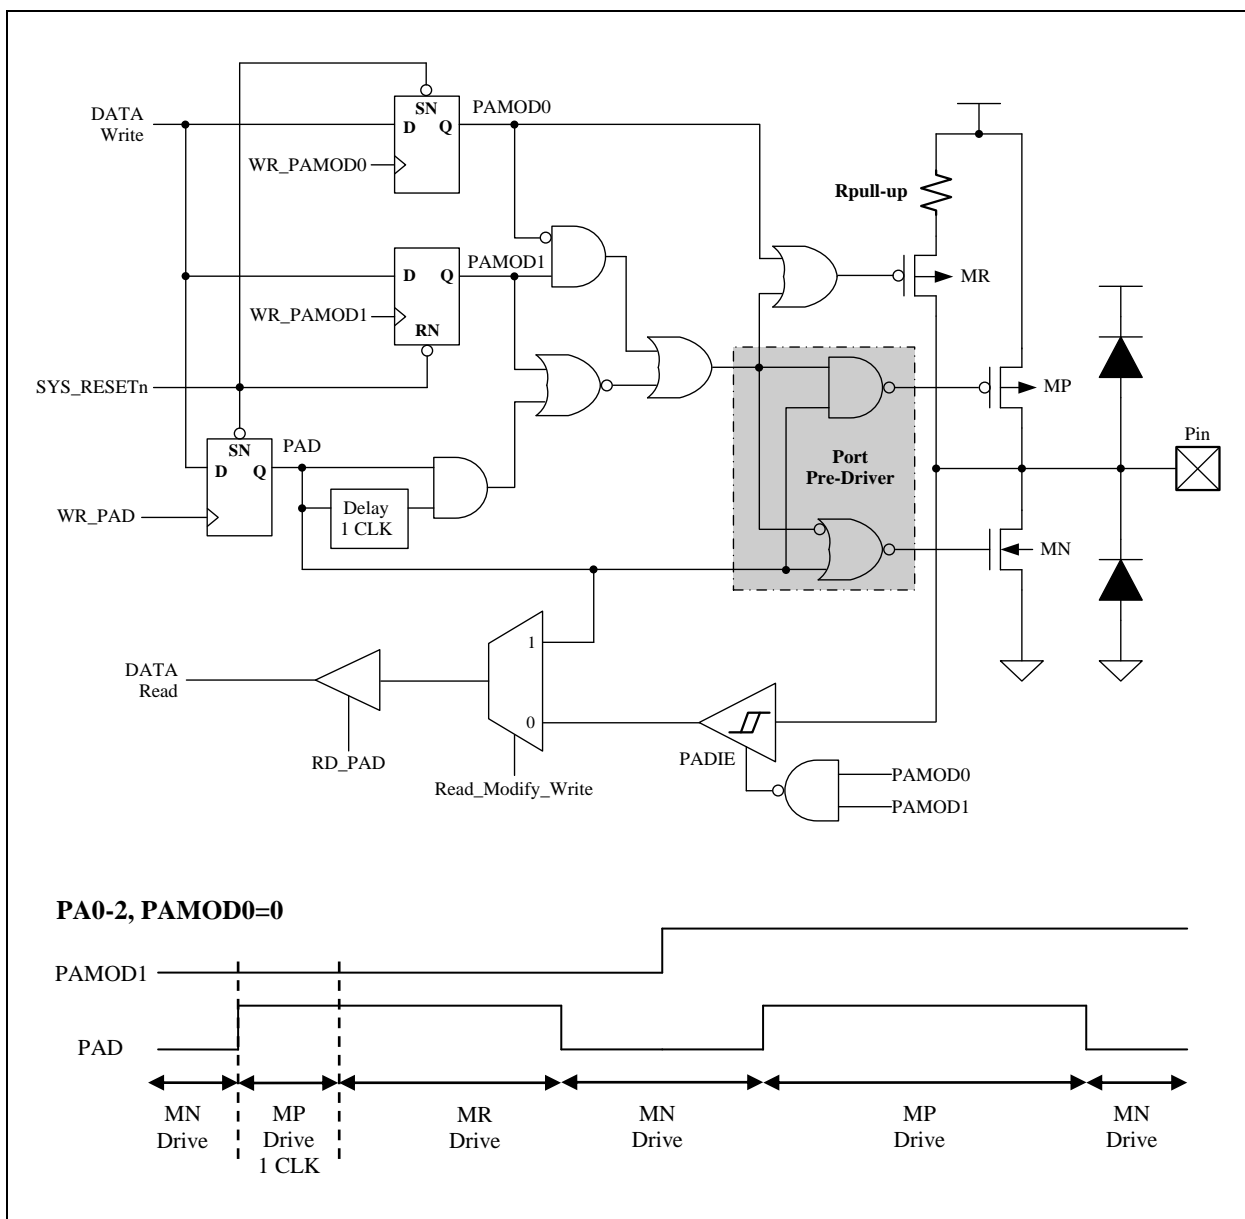 SN
PAMOD0
DATA
Write
D
Q
WR_PAMOD0
Rpull-up
PAMOD1
D
Q
MR
WR_PAMOD1
RN
SYS_RESETn
MP
SN
PAD
Pin
D
Q
Port
Pre-Driver
Delay
1 CLK
WR_PAD
MN
1
DATA
Read
0
PADIE
RD_PAD
Read_Modify_Write
PAMOD0
PAMOD1
PA0-2, PAMOD0=0
PAMOD1
PAD
MN
Drive
MP
Drive
1 CLK
MR
Drive
MN
Drive
MP
Drive
MN
Drive